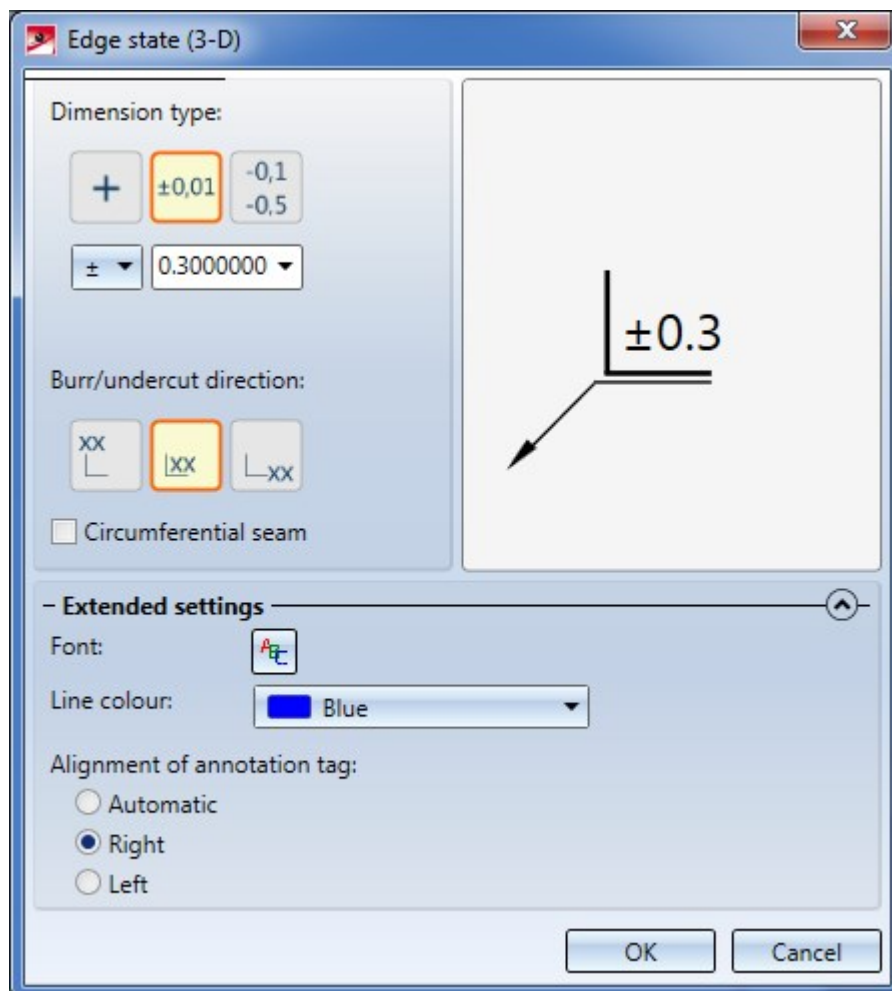 Edge state (3-D)
Dimension type:
+
±0,01
-0,1
-0,5
± 0.3000000
±0.3
Burr/undercut direction:
xx
xx
xx
Circumferential seam
Extended settings
Font:
ABC
Line colour:
Blue
Alignment of annotation tag:
Automatic
Right
Left
OK
Cancel